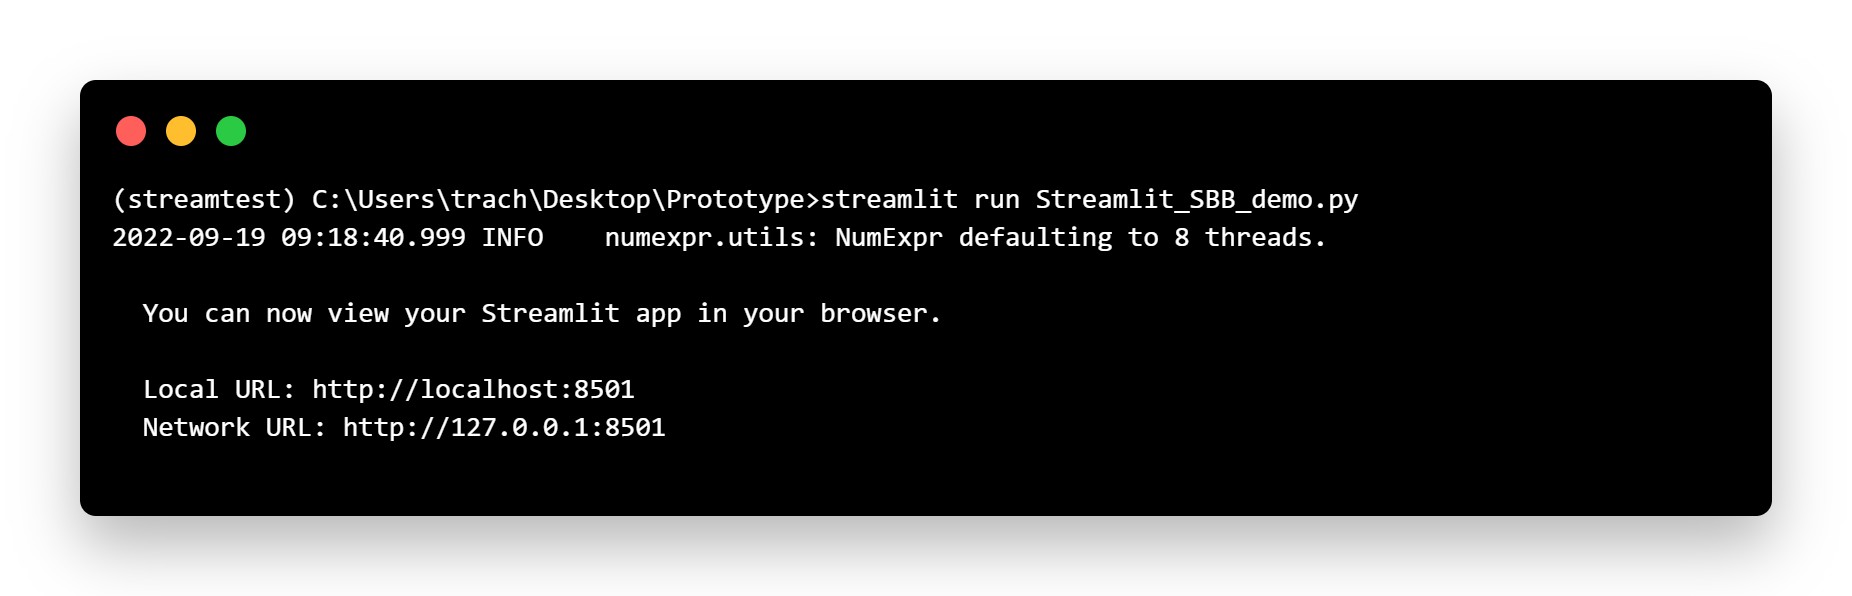 (streamtest) C:\Users\trach\Desktop\Prototype>streamlit run Streamlit_SBB_demo.py
2022-09-19 09:18:40.999 INFO    numexpr.utils: NumExpr defaulting to 8 threads.
You can now view your Streamlit app in your browser.
Local URL: http://localhost:8501
Network URL: http://127.0.0.1:8501